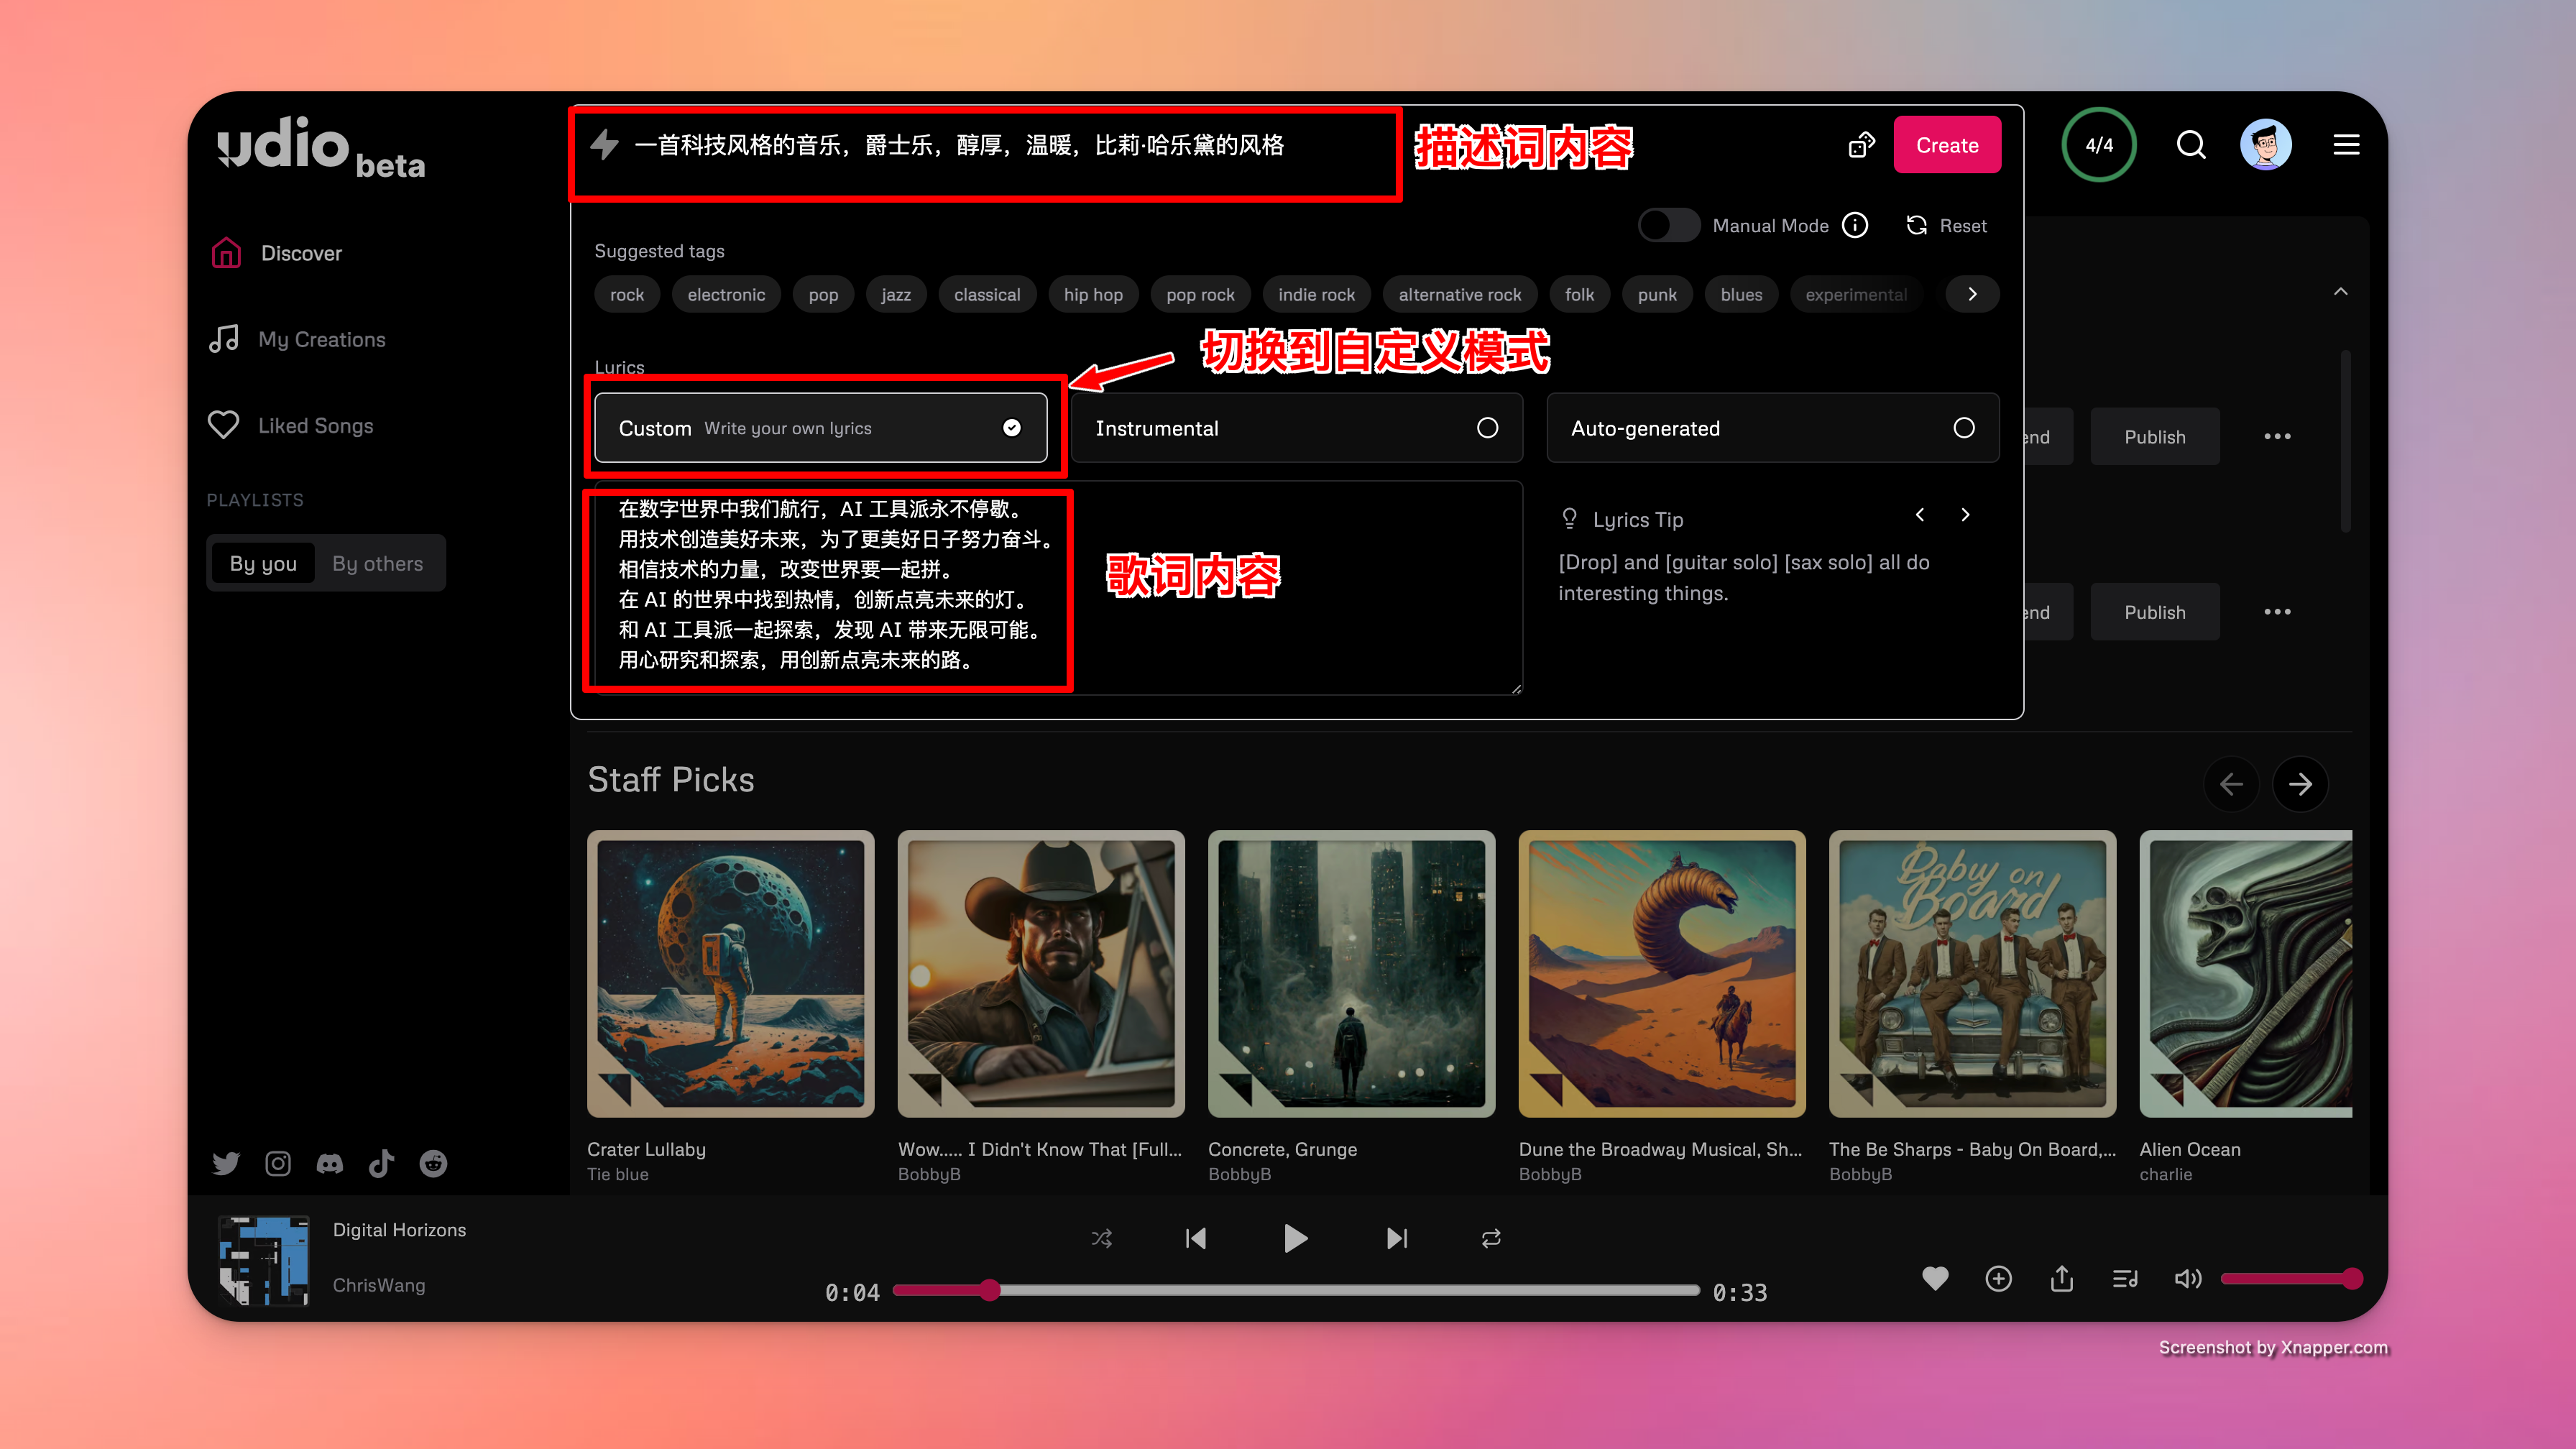 udio beta
一首科技风格的音乐，爵士乐，醇厚，温暖，比莉·哈乐黛的风格
描述词内容
Create
4/4
Manual Mode
Reset
Suggested tags
rock electronic pop jazz classical hip hop pop rock indie rock alternative rock folk punk blues experimental
Discover
My Creations
Liked Songs
PLAYLISTS
By you By others
切换到自定义模式
Lyrics
Custom Write your own lyrics
Instrumental
Auto-generated
在数字世界中我们航行，AI 工具派永不停歇。
用技术创造美好未来，为了更美好日子努力奋斗。
相信技术的力量，改变世界要一起拼。
在 AI 的世界中找到热情，创新点亮未来的灯。
和 AI 工具派一起探索，发现 AI 带来无限可能。
用心研究和探索，用创新点亮未来的路。
歌词内容
Lyrics Tip
[Drop] and [guitar solo] [sax solo] all do
interesting things.
end Publish
end Publish
Staff Picks
Baby on
Board
Crater Lullaby
Tie blue
Wow..... I Didn't Know That [Full...
BobbyB
Concrete, Grunge
BobbyB
Dune the Broadway Musical, Sh...
BobbyB
The Be Sharps - Baby On Board,...
BobbyB
Alien Ocean
charlie
Digital Horizons
ChrisWang
0:04
0:33
Screenshot by Xnapper.com